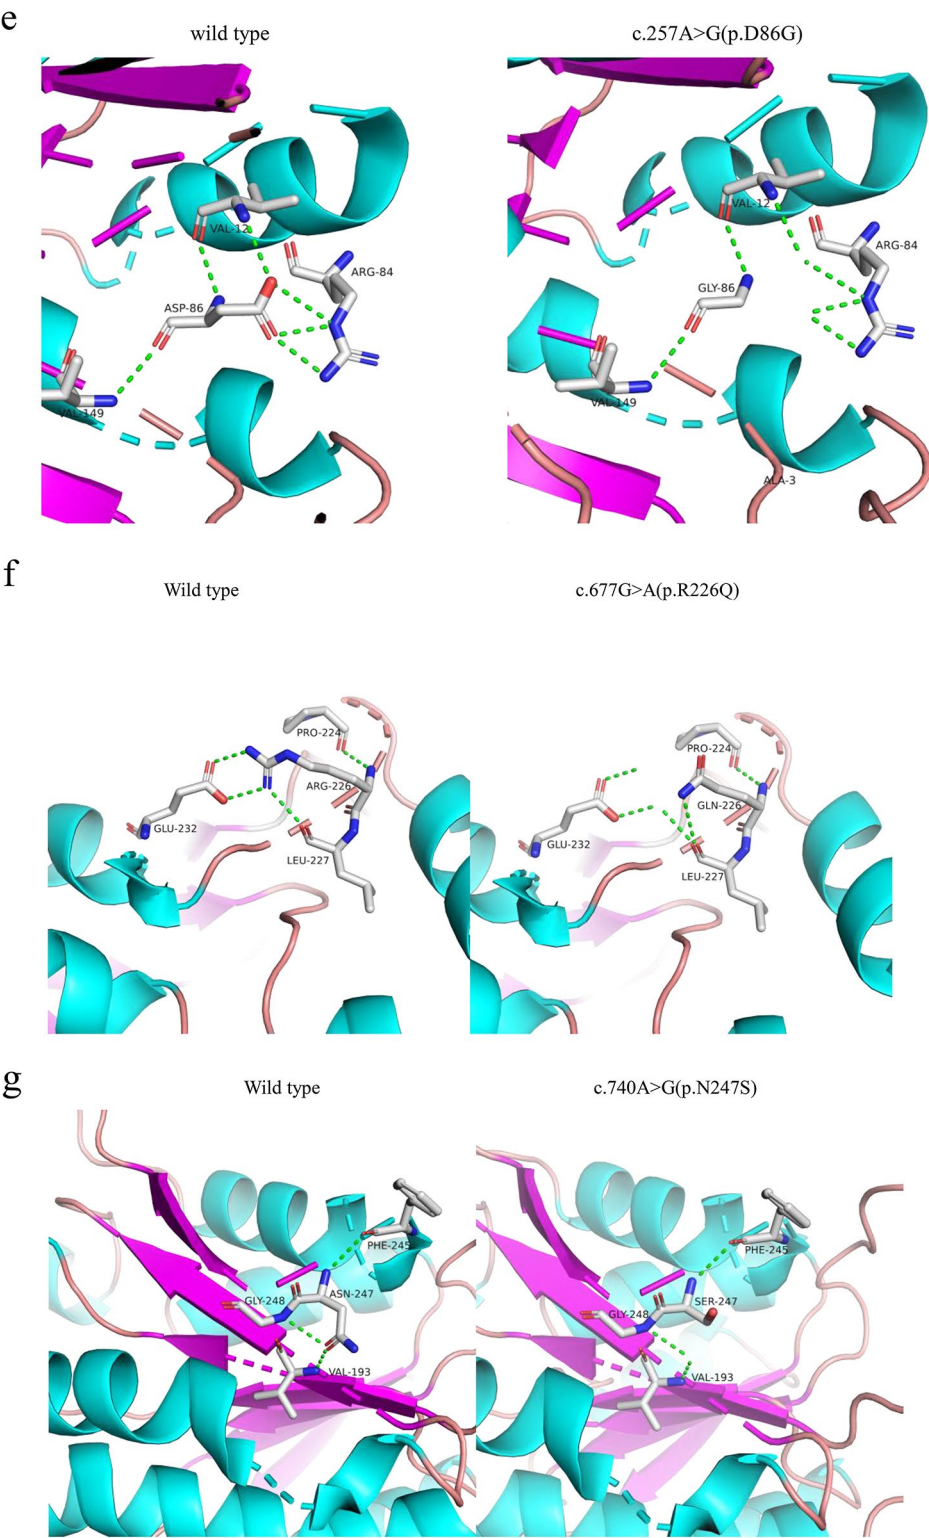 e
wild type
c.257A>G(p.D86G)
VAL-12
ARG-84
ASP-86
VAL-149
VAL-12
ARG-84
GLY-86
VAL-149
ALA-3
f
Wild type
c.677G>A(p.R226Q)
PRO-224
ARG-226
GLU-232
LEU-227
PRO-224
GLN-226
GLU-232
LEU-227
g
Wild type
c.740A>G(p.N247S)
PHE-245
ASN-247
GLY-248
VAL-193
PHE-245
SER-247
GLY-248
VAL-193